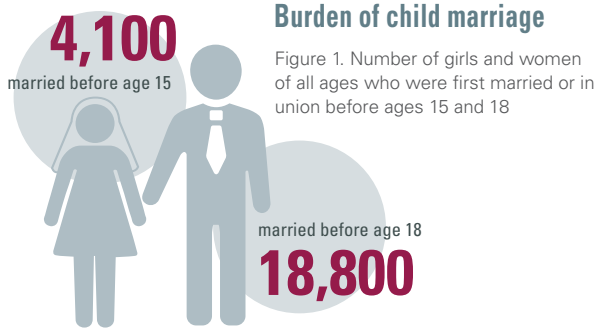 4,100
married before age 15
Burden of child marriage
Figure 1. Number of girls and women
of all ages who were first married or in
union before ages 15 and 18
married before age 18
18,800